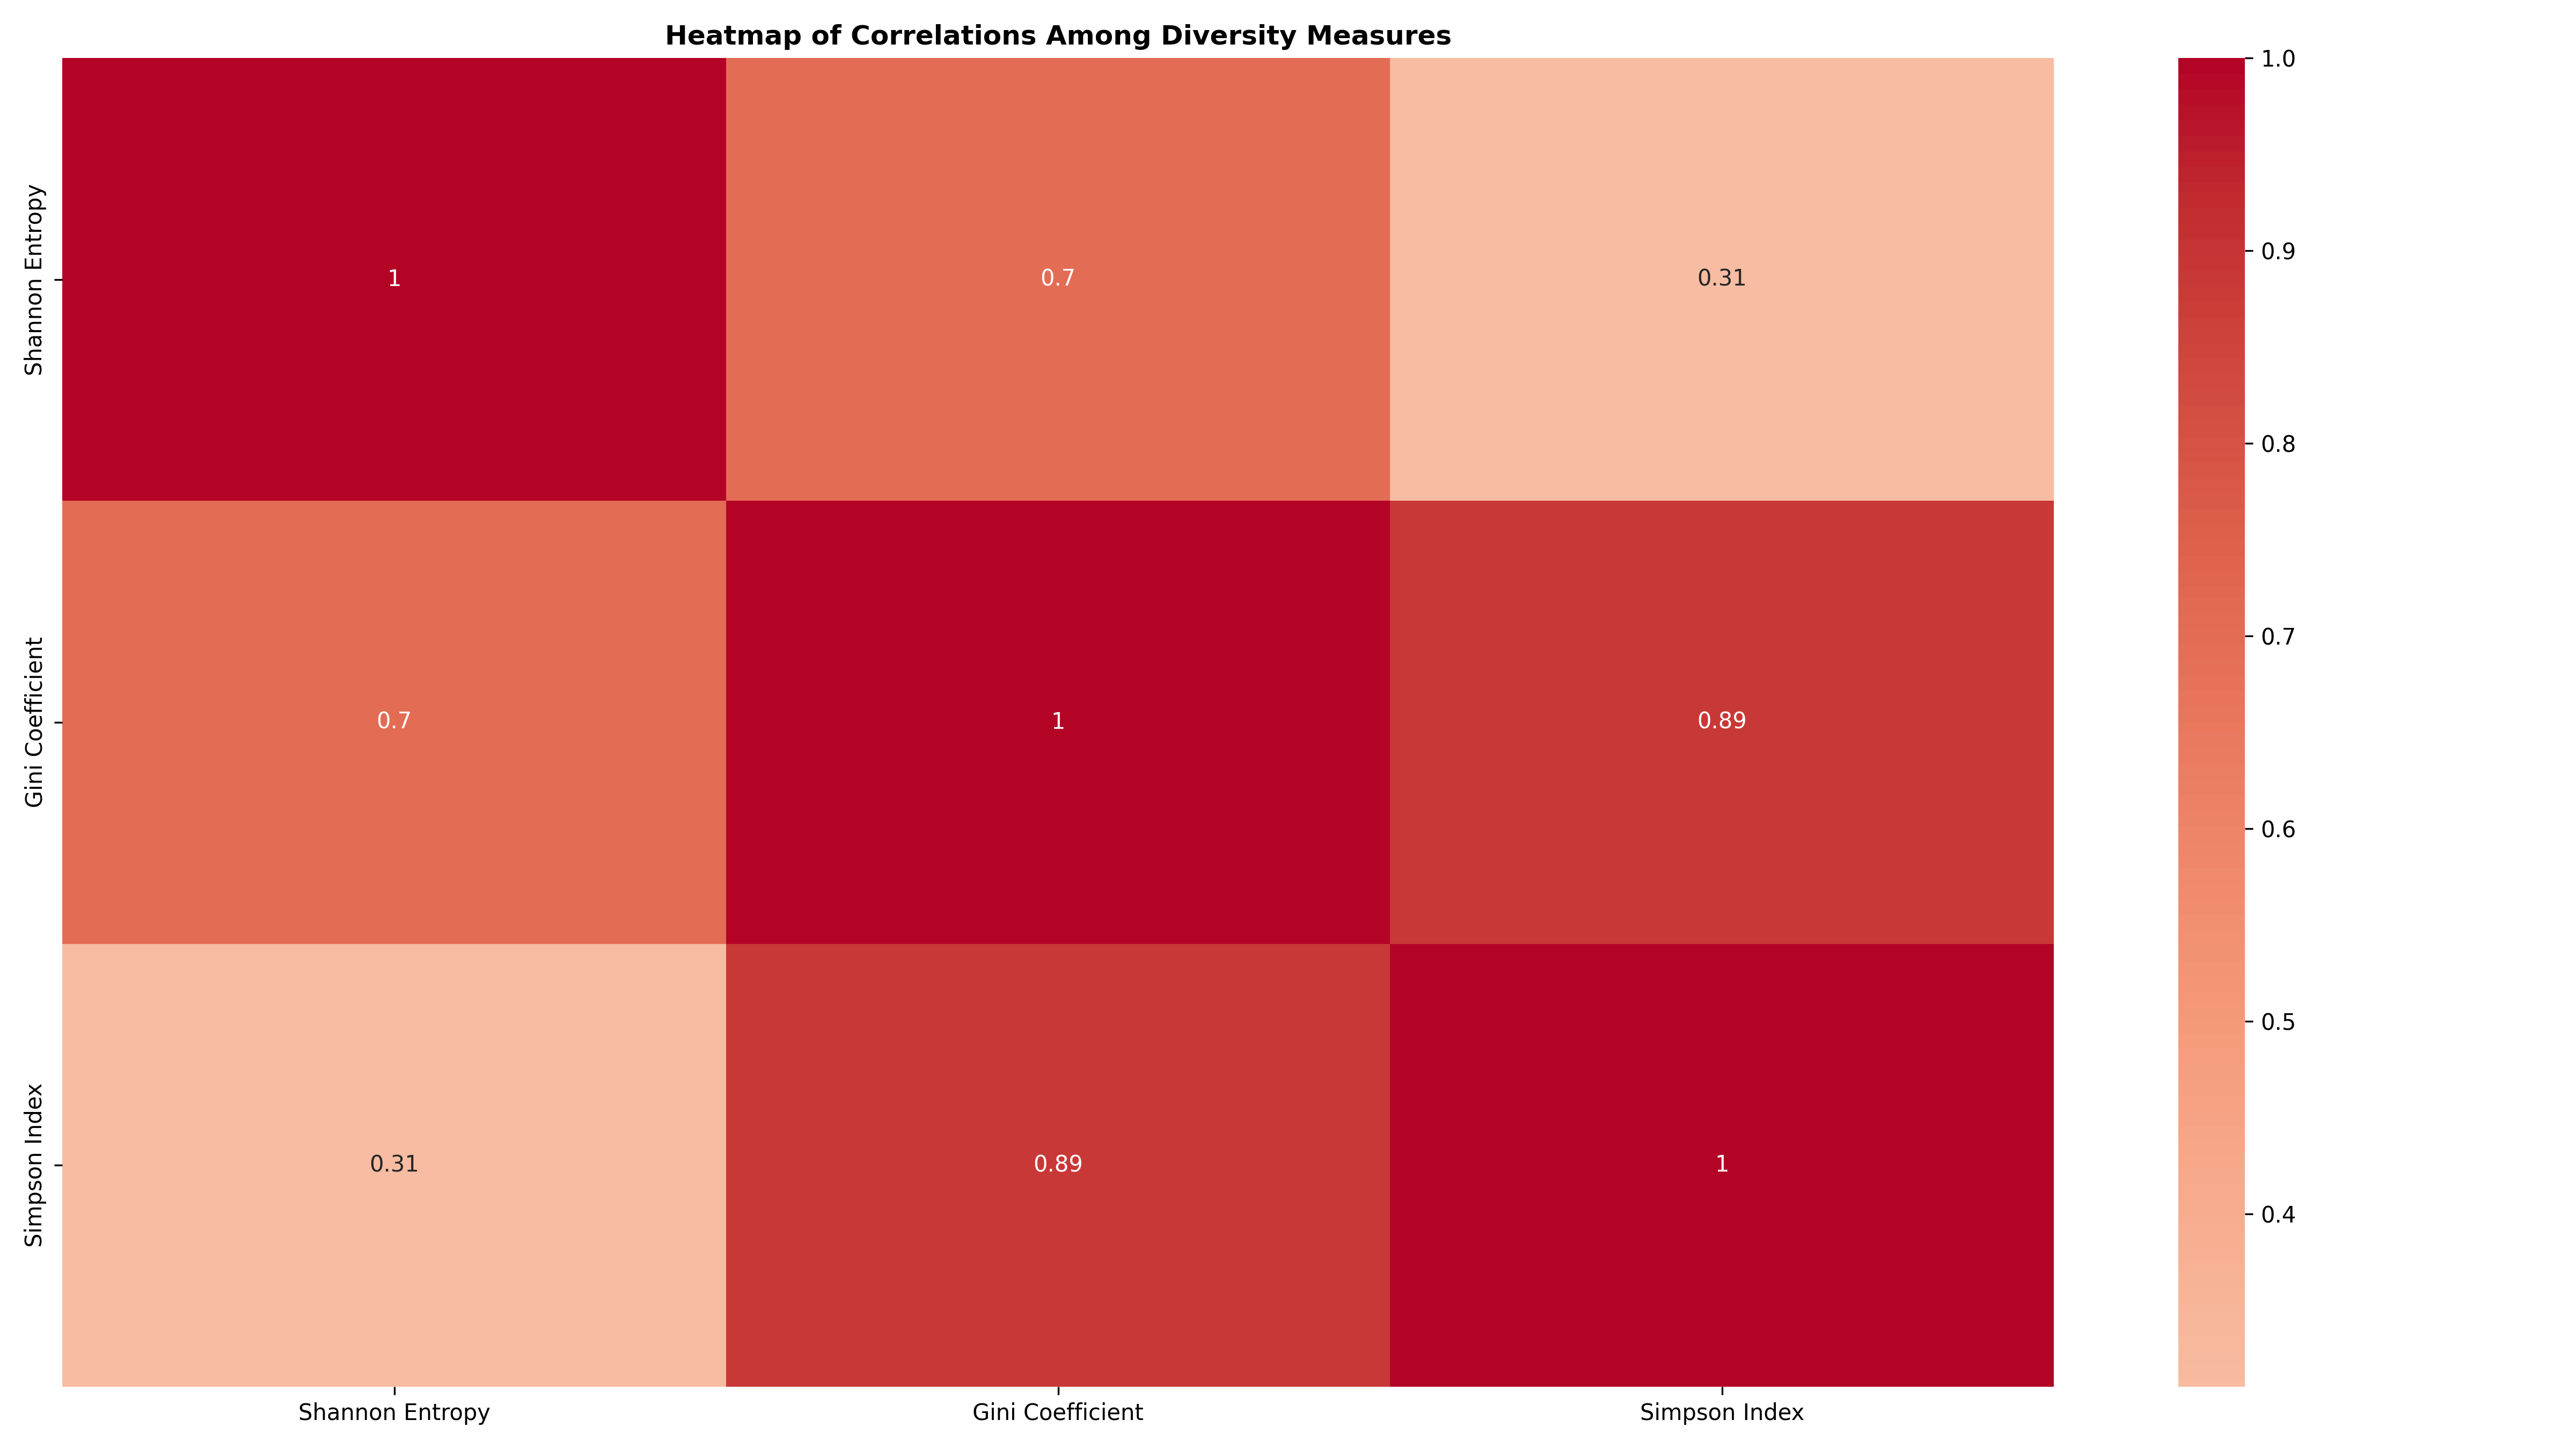 Heatmap of Correlations Among Diversity Measures
Shannon Entropy
1
0.7
0.31
Gini Coefficient
0.7
1
0.89
Simpson Index
0.31
0.89
1
Shannon Entropy
Gini Coefficient
Simpson Index
1.0
0.9
0.8
0.7
0.6
0.5
0.4